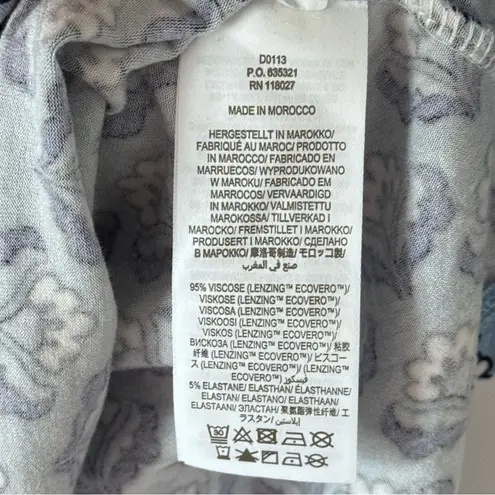 D0113
P.O. 635321
RN 118027
MADE IN MOROCCO
HERGESTELLT IN MAROKKO/
FABRIQUÉ AU MAROC/ PRODOTTO
IN MAROCCO/ FABRICADO EN
MARRUECOS/ WYPRODUKOWANO
W MAROKU/ FABRICADO EM
MARROCOS/ VERVAARDIGD
IN MAROKKO/ VALMISTETTU
MAROKOSSA/ TILLVERKAD I
MAROCKO/ FREMSTILLET I MAROKKO/
PRODUSERT I MAROKKO/ СДЕЛАНО
В МАРОККО/ 摩洛哥制造/ モロッコ製/
صنع في المغرب
95% VISCOSE (LENZING™ ECOVERO™)/
VISKOSE (LENZING™ ECOVERO™)/
VISCOSA (LENZING™ ECOVERO™)/
VISKOOSI (LENZING™ ECOVERO™)/
VISKOS (LENZING™ ECOVERO™)/
ВИСКОЗА (LENZING™ ECOVERO™)/ 粘胶
纤维 (LENZING™ ECOVERO™)/ ビスコー
ス (LENZING™ ECOVERO™)/
(LENZING™ ECOVERO™) فيسكوز
5% ELASTANE/ ELASTHAN/ ÉLASTHANNE/
ELASTAN/ ELASTANO/ ELASTHAAN/
ELASTAANI/ ЭЛАСТАН/ 聚氨酯弹性纤维/ エ
ラスタン/ إيلاستين